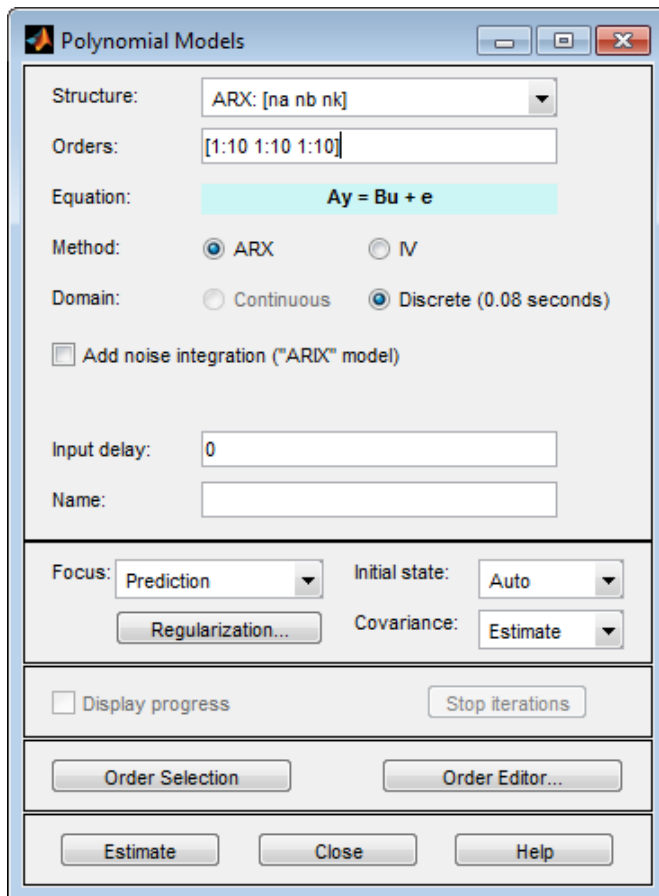 Polynomial Models
Structure: ARX: [na nb nk]
Orders: [1:10 1:10 1:10]
Equation: Ay = Bu + e
Method: ARX IV
Domain: Continuous Discrete (0.08 seconds)
Add noise integration ("ARIX" model)
Input delay: 0
Name:
Focus: Prediction Initial state: Auto
Regularization... Covariance: Estimate
Display progress Stop iterations
Order Selection Order Editor...
Estimate Close Help